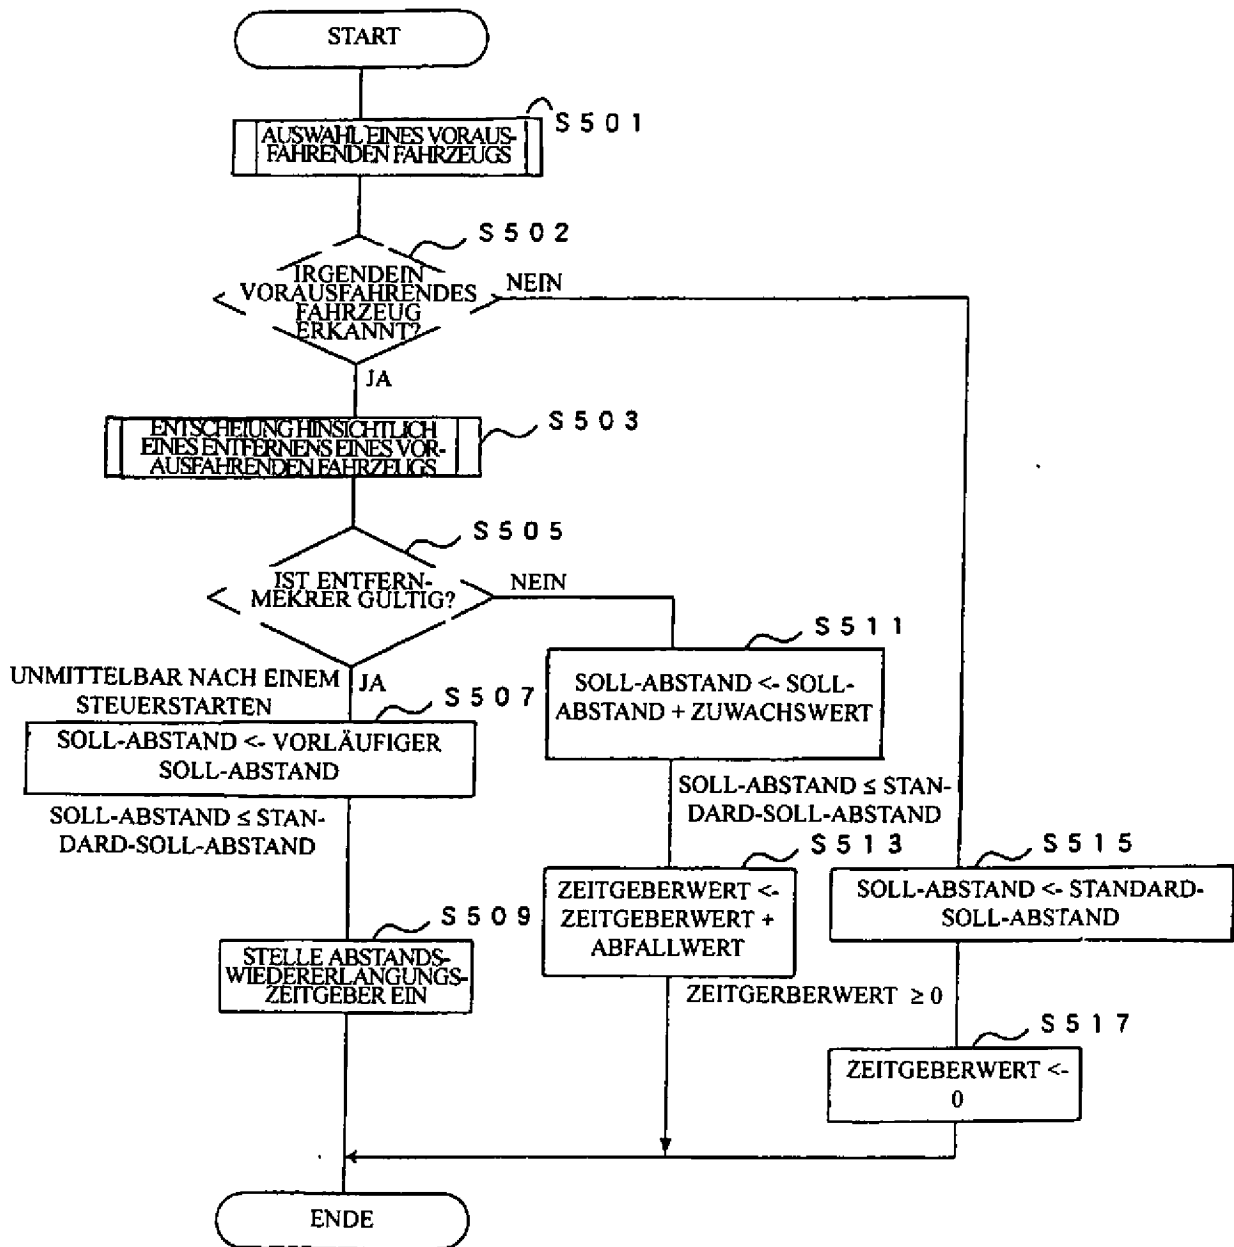 START
S501
AUSWAHL EINES VORAUS-
FAHRENDEN FAHRZEUGS
S502
IRGENDEIN
VORAUSFAHRENDES
FAHRZEUG
ERKANNT?
NEIN
JA
S503
ENTSCHEIUNG HINSICHTLICH
EINES ENTFERNENS EINES VOR-
AUSFAHRENDEN FAHRZEUGS
S505
IST ENTFERN-
MEKRER GÜLTIG?
NEIN
JA
UNMITTELBAR NACH EINEM
STEUERSTARTEN
S507
SOLL-ABSTAND <- VORLÄUFIGER
SOLL-ABSTAND
SOLL-ABSTAND ≤ STAN-
DARD-SOLL-ABSTAND
S509
STELLE ABSTANDS-
WIEDERERLANGUNGS-
ZEITGEBER EIN
S511
SOLL-ABSTAND <- SOLL-
ABSTAND + ZUWACHSWERT
SOLL-ABSTAND ≤ STAN-
DARD-SOLL-ABSTAND
S513
ZEITGEBERWERT <-
ZEITGEBERWERT +
ABFALLWERT
ZEITGERBERWERT ≥ 0
S515
SOLL-ABSTAND <- STANDARD-
SOLL-ABSTAND
S517
ZEITGEBERWERT <-
0
ENDE